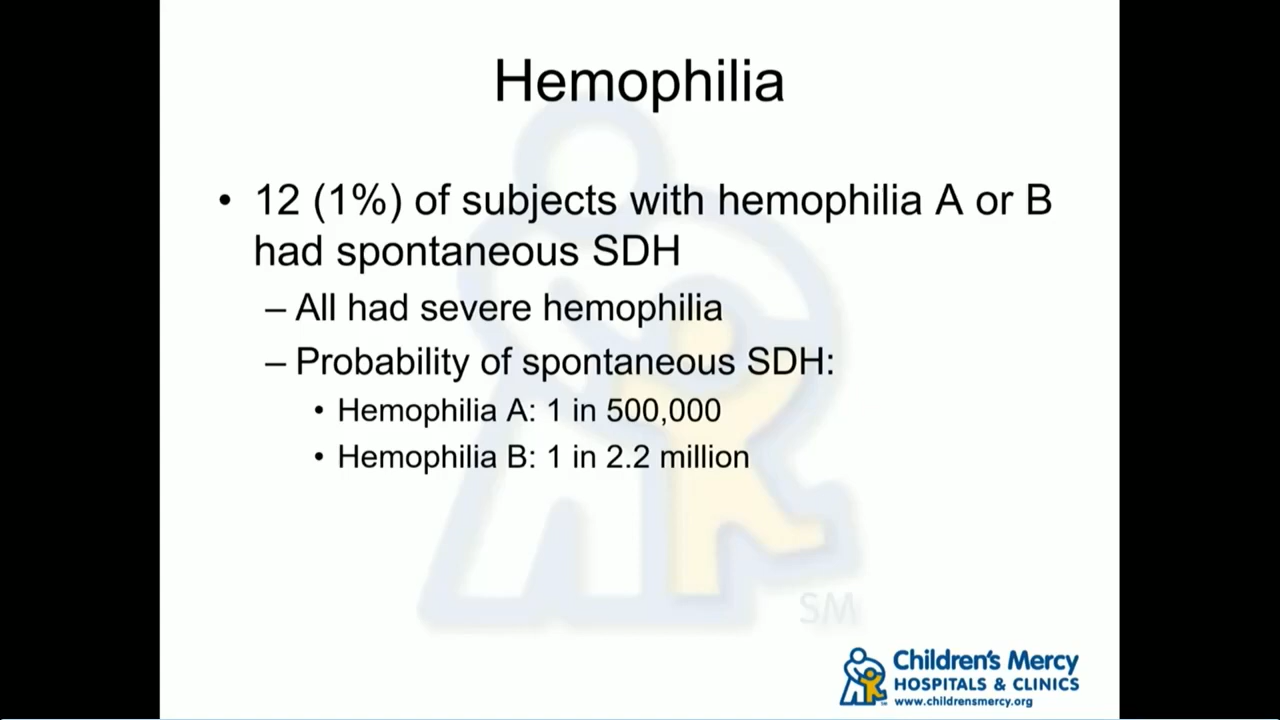 Hemophilia
• 12 (1%) of subjects with hemophilia A or B
had spontaneous SDH
– All had severe hemophilia
– Probability of spontaneous SDH:
• Hemophilia A: 1 in 500,000
• Hemophilia B: 1 in 2.2 million
SM
Children's Mercy
HOSPITALS & CLINICS
www.childrensmercy.org